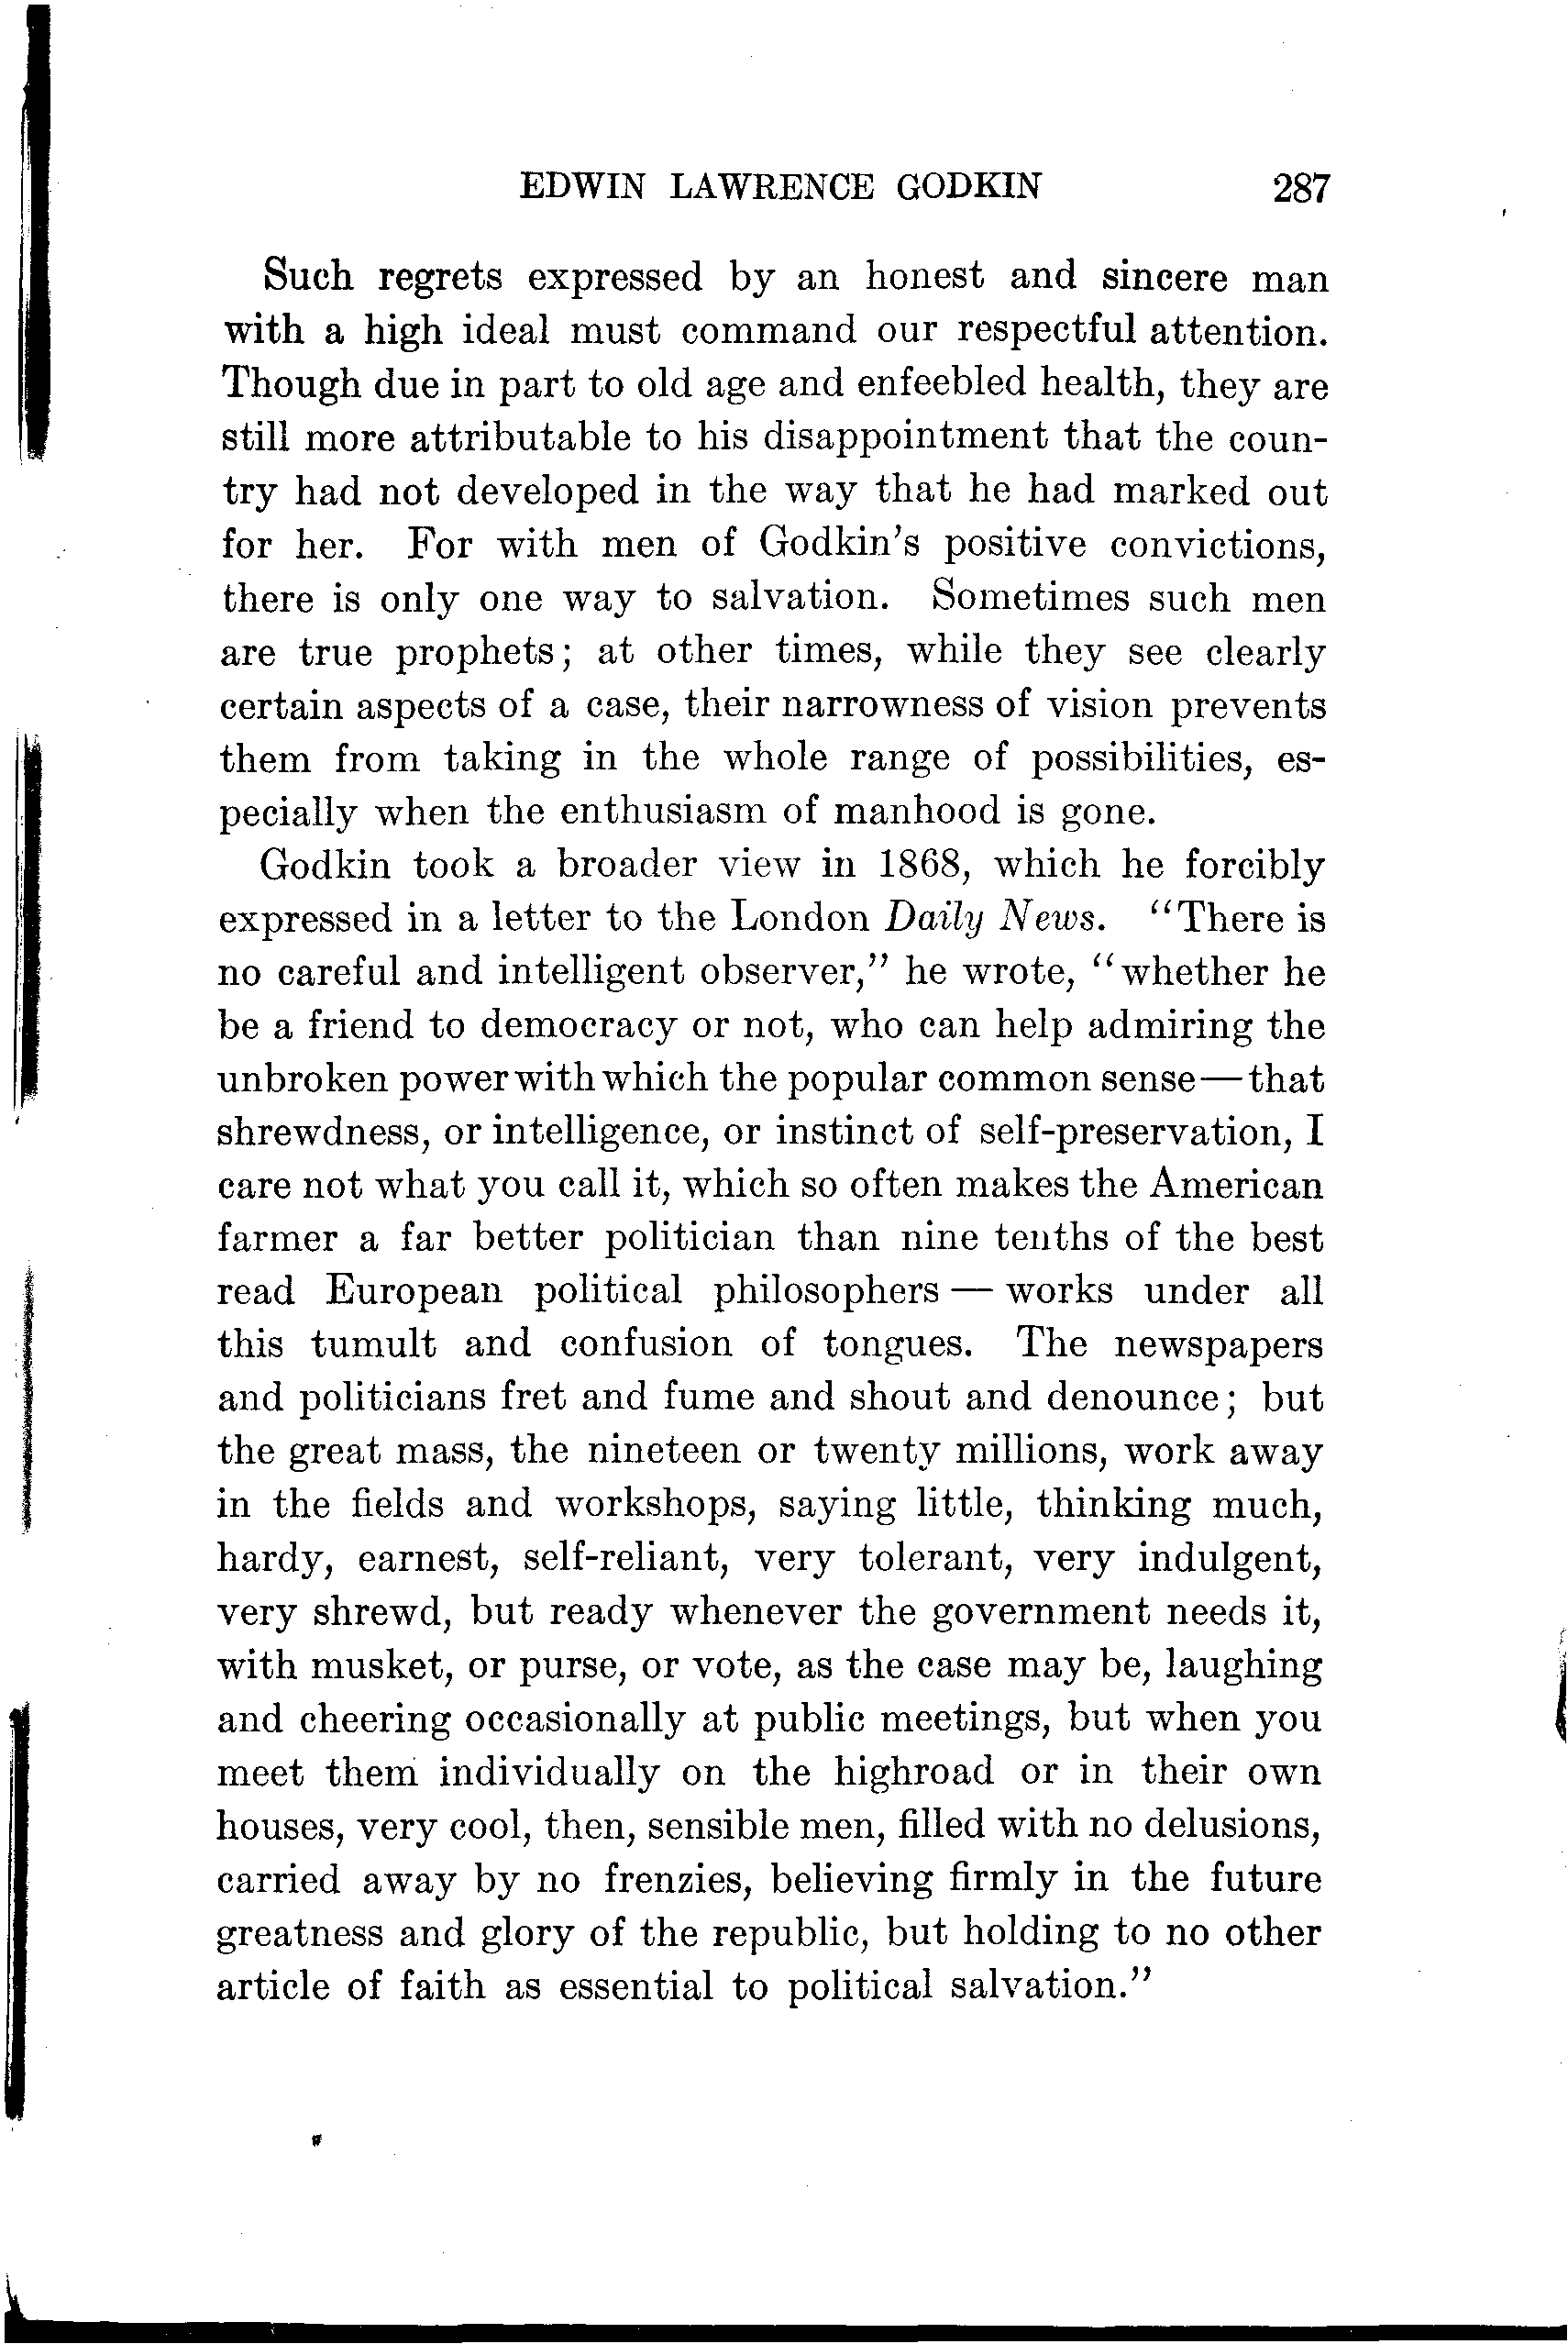 EDWIN LAWRENCE GODKIN 287
Such regrets expressed by an honest and sincere man
with a high ideal must command our respectful attention.
Though due in part to old age and enfeebled health, they are
still more attributable to his disappointment that the coun-
try had not developed in the way that he had marked out
for her. For with men of Godkin's positive convictions,
there is only one way to salvation. Sometimes such men
are true prophets; at other times, while they see clearly
certain aspects of a case, their narrowness of vision prevents
them from taking in the whole range of possibilities, es-
pecially when the enthusiasm of manhood is gone.
Godkin took a broader view in 1868, which he forcibly
expressed in a letter to the London Daily News. "There is
no careful and intelligent observer," he wrote, "whether he
be a friend to democracy or not, who can help admiring the
unbroken power with which the popular common sense—that
shrewdness, or intelligence, or instinct of self-preservation, I
care not what you call it, which so often makes the American
farmer a far better politician than nine tenths of the best
read European political philosophers — works under all
this tumult and confusion of tongues. The newspapers
and politicians fret and fume and shout and denounce; but
the great mass, the nineteen or twenty millions, work away
in the fields and workshops, saying little, thinking much,
hardy, earnest, self-reliant, very tolerant, very indulgent,
very shrewd, but ready whenever the government needs it,
with musket, or purse, or vote, as the case may be, laughing
and cheering occasionally at public meetings, but when you
meet them individually on the highroad or in their own
houses, very cool, then, sensible men, filled with no delusions,
carried away by no frenzies, believing firmly in the future
greatness and glory of the republic, but holding to no other
article of faith as essential to political salvation."